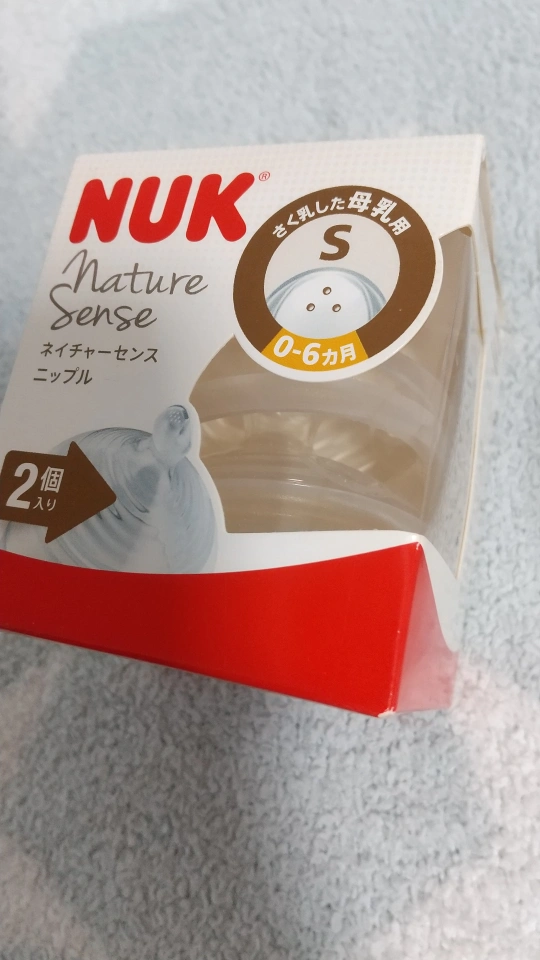 NUK®
Nature
Sense
ネイチャーセンス
ニップル
さく乳した母乳用
S
0-6カ月
2個
入り